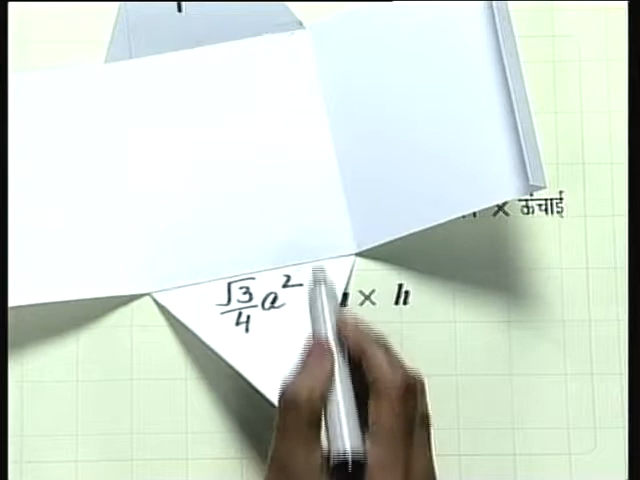 × ऊंचाई
√3/4 a² × h